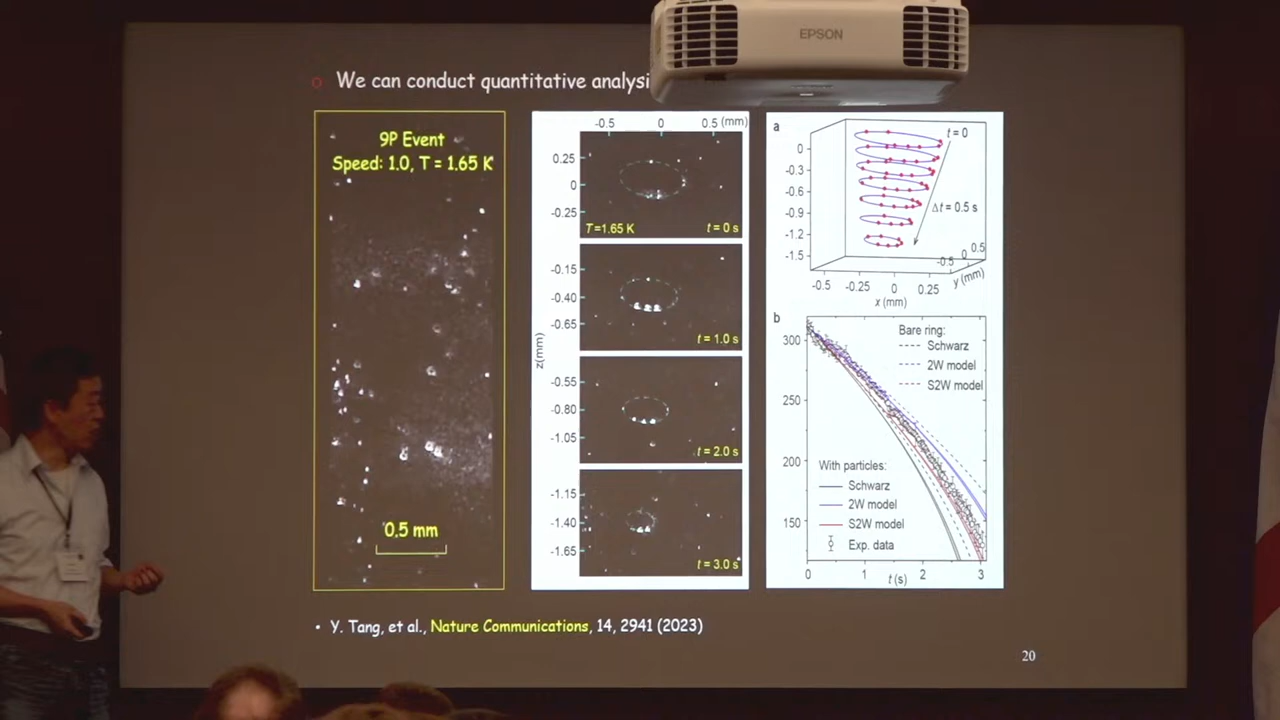 EPSON
We can conduct quantitative analysi
9P Event
Speed: 1.0, T = 1.65 K
0.5 mm
-0.5 0 0.5 (mm)
0.25
0
-0.25
T=1.65 K t = 0 s
-0.15
-0.40
-0.65
t = 1.0 s
z(mm)
-0.55
-0.80
-1.05
t = 2.0 s
-1.15
-1.40
-1.65
t = 3.0 s
a
t = 0
0
-0.3
-0.6
-0.9
-1.2
-1.5
Δt = 0.5 s
-0.5 0 0.5
y (mm)
-0.5 -0.25 0 0.25
x (mm)
b
300
250
200
150
Bare ring:
Schwarz
2W model
S2W model
With particles:
Schwarz
2W model
S2W model
Exp. data
0 1 2 3
t (s)
• Y. Tang, et al., Nature Communications, 14, 2941 (2023)
20